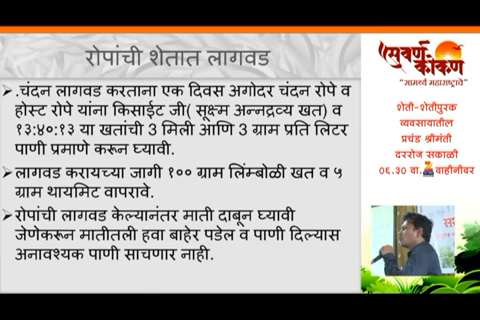 रोपांची शेतात लागवड
.चंदन लागवड करताना एक दिवस अगोदर चंदन रोपे व
होस्ट रोपे यांना किसाईट जी( सूक्ष्म अन्नद्रव्य खत) व
१३:४०:१३ या खतांची 3 मिली आणि 3 ग्राम प्रति लिटर
पाणी प्रमाणे करून घ्यावी.
लागवड करायच्या जागी १०० ग्राम लिंम्बोळी खत व ५
ग्राम थायमिट वापरावे.
रोपांची लागवड केल्यानंतर माती दाबून घ्यावी
जेणेकरून मातीतली हवा बाहेर पडेल व पाणी दिल्यास
अनावश्यक पाणी साचणार नाही.
सुवर्ण
कोकण
"सामर्थ्य महाराष्ट्राचे"
शेती-शेतीपुरक
व्यवसायातील
प्रचंड श्रीमंती
दररोज सकाळी
०६.३० वा. वाहीनीवर